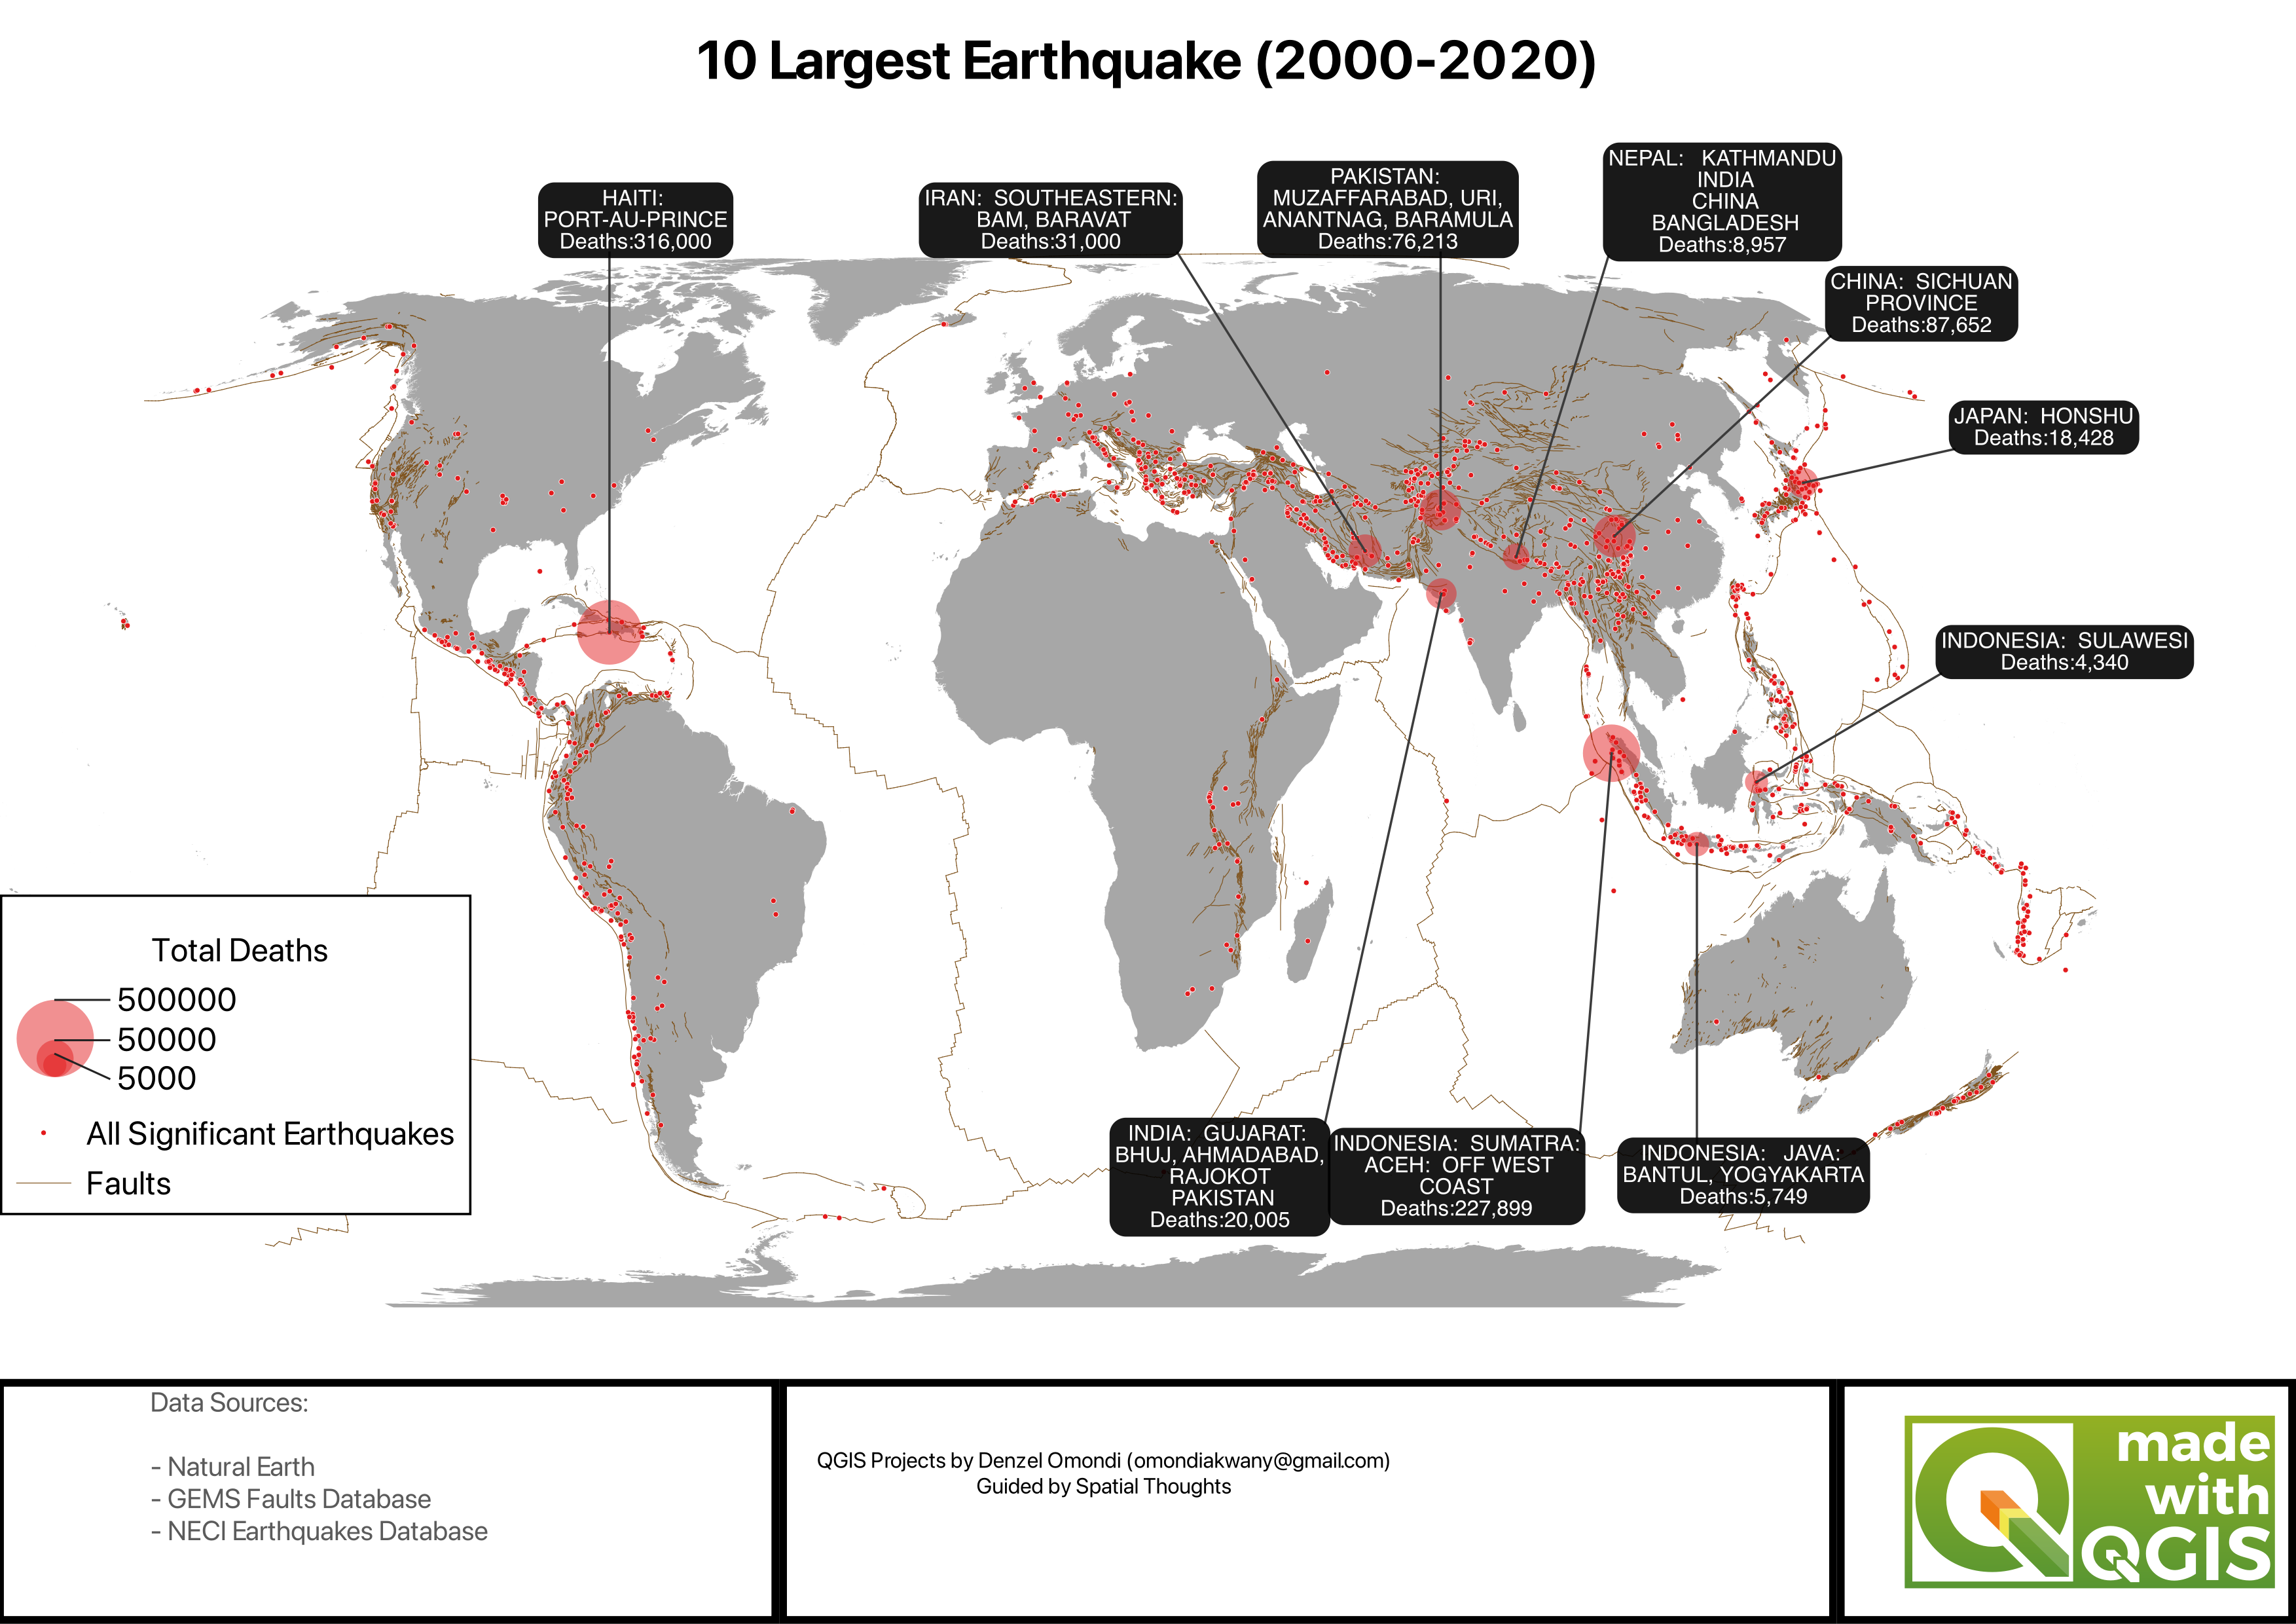 10 Largest Earthquake (2000-2020)
HAITI:
PORT-AU-PRINCE
Deaths:316,000
IRAN:  SOUTHEASTERN:
BAM, BARAVAT
Deaths:31,000
PAKISTAN:
MUZAFFARABAD, URI,
ANANTNAG, BARAMULA
Deaths:76,213
NEPAL:  KATHMANDU
INDIA
CHINA
BANGLADESH
Deaths:8,957
CHINA:  SICHUAN
PROVINCE
Deaths:87,652
JAPAN:  HONSHU
Deaths:18,428
INDONESIA:  SULAWESI
Deaths:4,340
Total Deaths
500000
50000
5000
All Significant Earthquakes
Faults
INDIA:  GUJARAT:
BHUJ, AHMADABAD,
RAJOKOT
PAKISTAN
Deaths:20,005
INDONESIA:  SUMATRA:
ACEH:  OFF WEST
COAST
Deaths:227,899
INDONESIA:  JAVA:
BANTUL, YOGYAKARTA
Deaths:5,749
Data Sources:
- Natural Earth
- GEMS Faults Database
- NECI Earthquakes Database
QGIS Projects by Denzel Omondi (omondiakwany@gmail.com)
Guided by Spatial Thoughts
made
with
QGIS